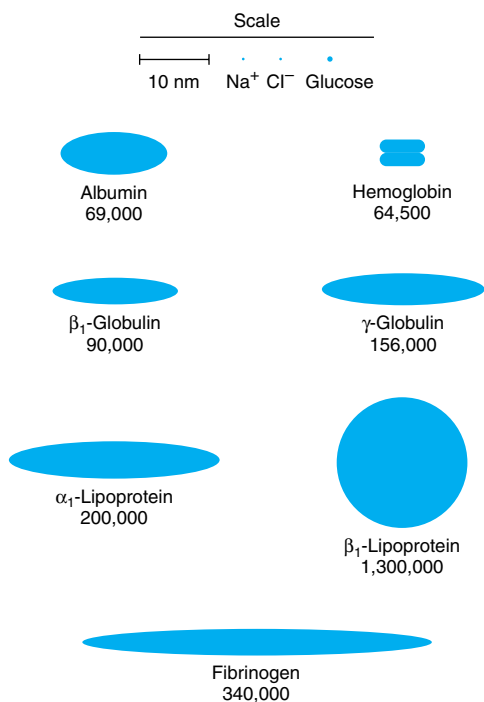 Scale
10 nm Na⁺ Cl⁻ Glucose
Albumin
69,000
Hemoglobin
64,500
β₁-Globulin
90,000
γ-Globulin
156,000
α₁-Lipoprotein
200,000
β₁-Lipoprotein
1,300,000
Fibrinogen
340,000